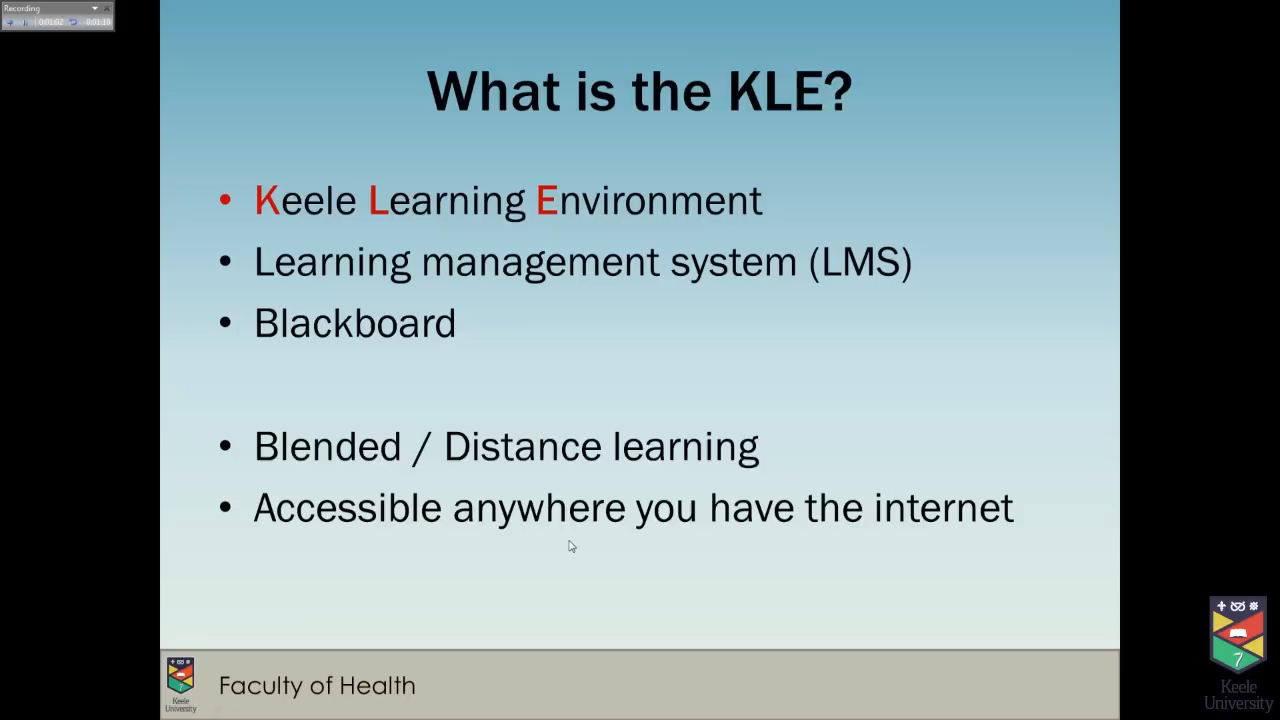 Recording
0:01:02 0:01:10
What is the KLE?
• Keele Learning Environment
• Learning management system (LMS)
• Blackboard
• Blended / Distance learning
• Accessible anywhere you have the internet
Keele
University
Faculty of Health
Keele
University